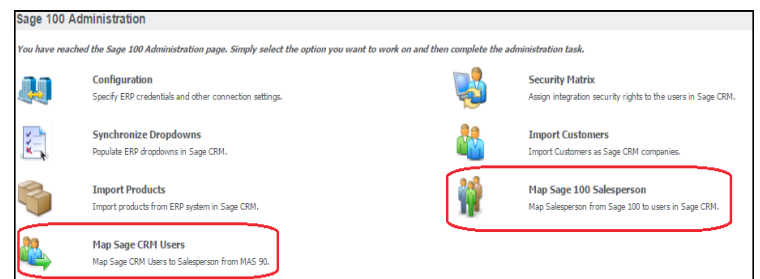 Sage 100 Administration
You have reached the Sage 100 Administration page. Simply select the option you want to work on and then complete the administration task.
Configuration
Specify ERP credentials and other connection settings.
Security Matrix
Assign integration security rights to the users in Sage CRM.
Synchronize Dropdowns
Populate ERP dropdowns in Sage CRM.
Import Customers
Import Customers as Sage CRM companies.
Import Products
Import products from ERP system in Sage CRM.
Map Sage 100 Salesperson
Map Salesperson from Sage 100 to users in Sage CRM.
Map Sage CRM Users
Map Sage CRM Users to Salesperson from MAS 90.